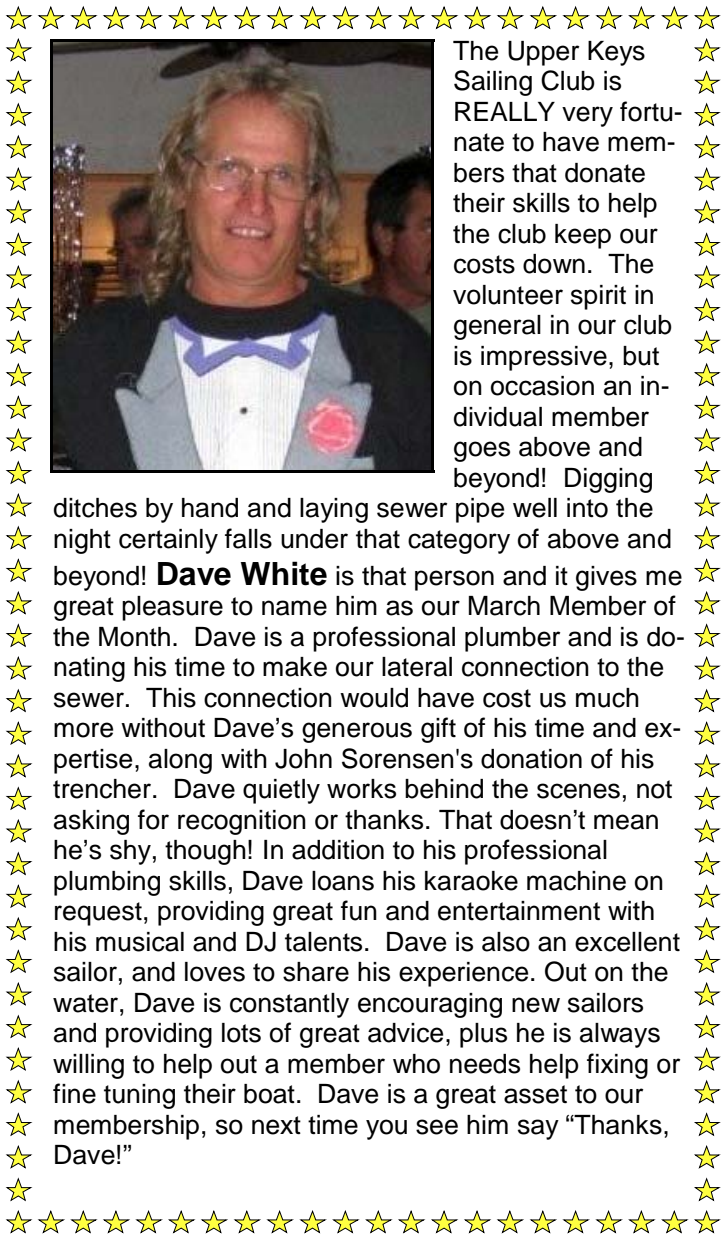 The Upper Keys
Sailing Club is
REALLY very fortu-
nate to have mem-
bers that donate
their skills to help
the club keep our
costs down.  The
volunteer spirit in
general in our club
is impressive, but
on occasion an in-
dividual member
goes above and
beyond!  Digging
ditches by hand and laying sewer pipe well into the
night certainly falls under that category of above and
beyond! Dave White is that person and it gives me
great pleasure to name him as our March Member of
the Month.  Dave is a professional plumber and is do-
nating his time to make our lateral connection to the
sewer.  This connection would have cost us much
more without Dave’s generous gift of his time and ex-
pertise, along with John Sorensen's donation of his
trencher.  Dave quietly works behind the scenes, not
asking for recognition or thanks. That doesn’t mean
he’s shy, though! In addition to his professional
plumbing skills, Dave loans his karaoke machine on
request, providing great fun and entertainment with
his musical and DJ talents.  Dave is also an excellent
sailor, and loves to share his experience. Out on the
water, Dave is constantly encouraging new sailors
and providing lots of great advice, plus he is always
willing to help out a member who needs help fixing or
fine tuning their boat.  Dave is a great asset to our
membership, so next time you see him say “Thanks,
Dave!”